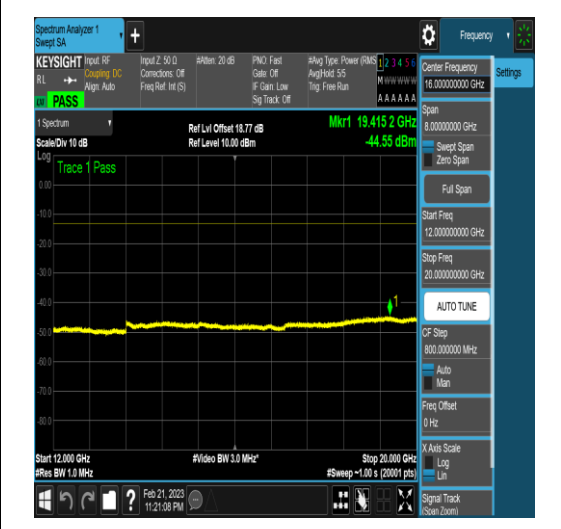 Spectrum Analyzer 1
Swept SA
+
Frequency
KEYSIGHT
RL
PASS
Input: RF
Coupling: DC
Align: Auto
Input Z: 50 Ω
Corrections: Off
Freq Ref: Int (S)
#Atten: 20 dB
PNO: Fast
Gate: Off
IF Gain: Low
Sig Track: Off
#Avg Type: Power (RMS
Avg|Hold: 5/5
Trig: Free Run
1 2 3 4 5 6
M W W W W W
A A A A A A
1 Spectrum
Scale/Div 10 dB
Ref Lvl Offset 18.77 dB
Ref Level 10.00 dBm
Mkr1 19.415 2 GHz
-44.55 dBm
Log
Trace 1 Pass
0.00
-10.0
-20.0
-30.0
-40.0
-50.0
-60.0
-70.0
-80.0
1
Start 12.000 GHz
#Res BW 1.0 MHz
#Video BW 3.0 MHz*
Stop 20.000 GHz
#Sweep ~1.00 s (20001 pts)
Feb 21, 2023
11:21:08 PM
?
Center Frequency
16.000000000 GHz
Settings
Span
8.00000000 GHz
Swept Span
Zero Span
Full Span
Start Freq
12.000000000 GHz
Stop Freq
20.000000000 GHz
AUTO TUNE
CF Step
800.000000 MHz
Auto
Man
Freq Offset
0 Hz
X Axis Scale
Log
Lin
Signal Track
(Span Zoom)